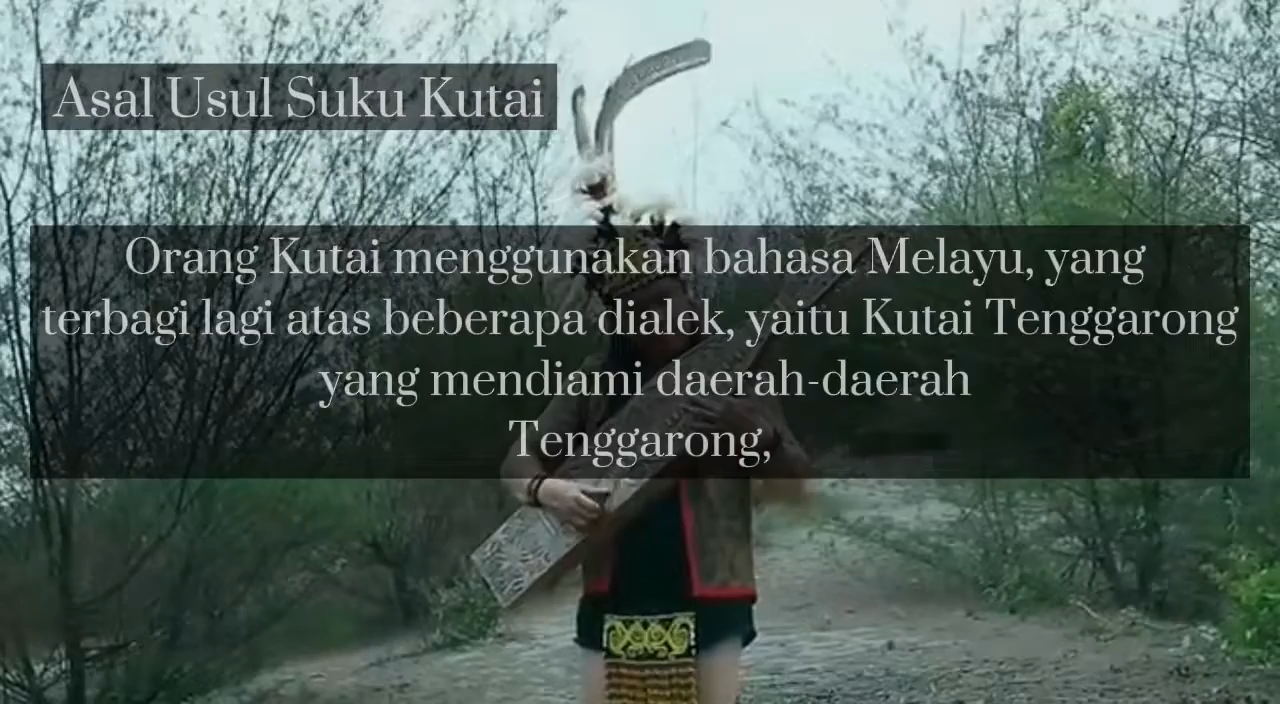 Asal Usul Suku Kutai
Orang Kutai menggunakan bahasa Melayu, yang
terbagi lagi atas beberapa dialek, yaitu Kutai Tenggarong
yang mendiami daerah-daerah
Tenggarong,